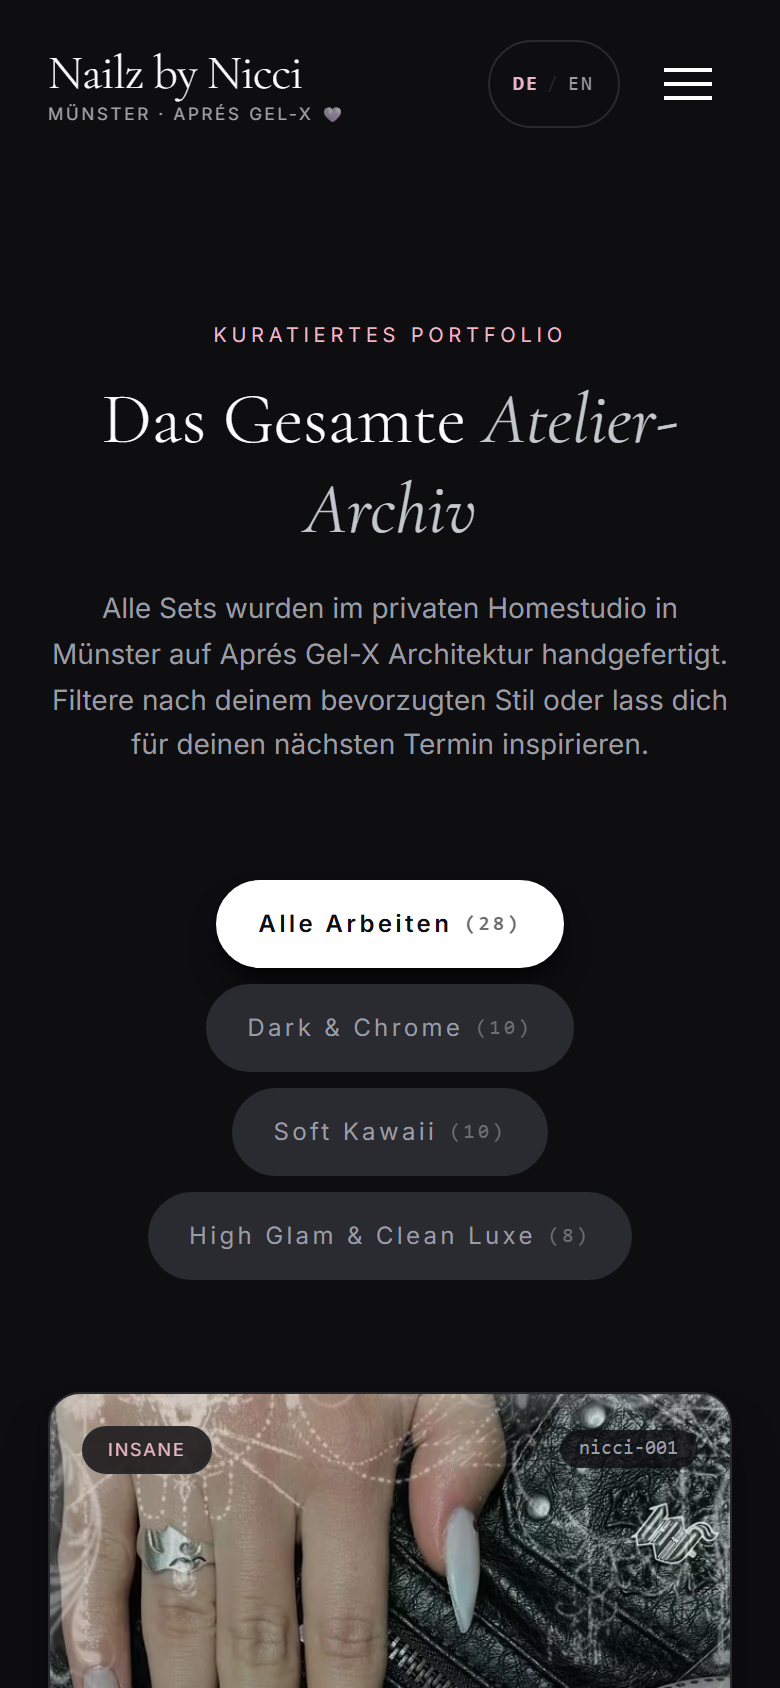 Nailz by Nicci
MÜNSTER · APRÉS GEL-X 🩶
DE / EN
KURATIERTES PORTFOLIO
Das Gesamte Atelier-
Archiv
Alle Sets wurden im privaten Homestudio in
Münster auf Aprés Gel-X Architektur handgefertigt.
Filtere nach deinem bevorzugten Stil oder lass dich
für deinen nächsten Termin inspirieren.
Alle Arbeiten (28)
Dark & Chrome (10)
Soft Kawaii (10)
High Glam & Clean Luxe (8)
INSANE
nicci-001